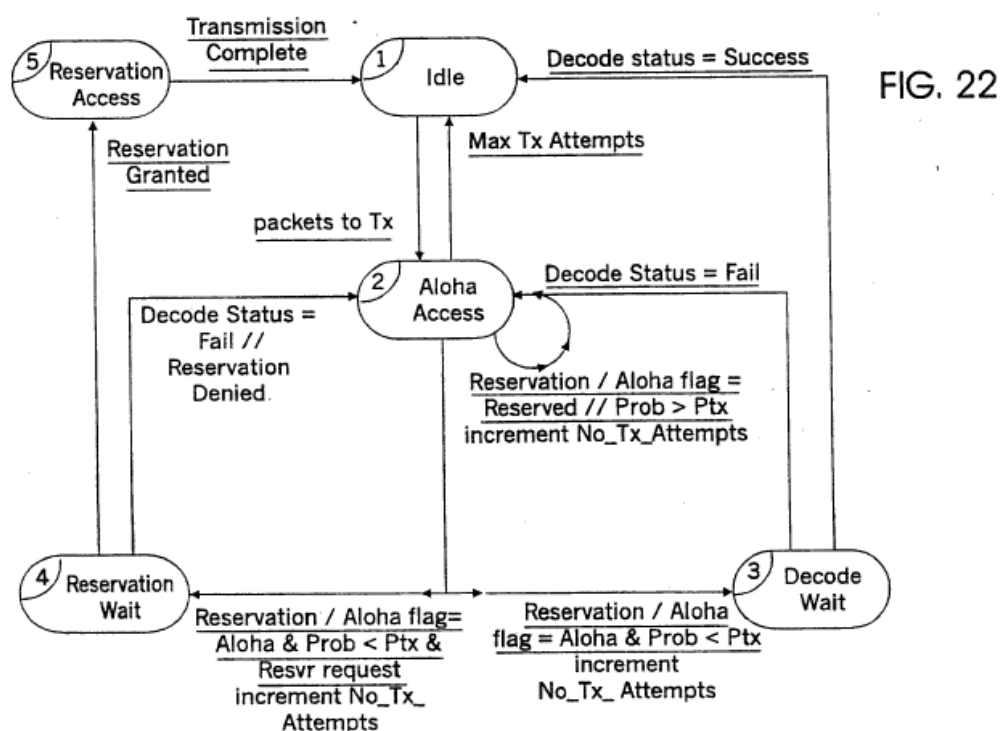 Transmission
Complete
5
Reservation
Access
1
Idle
Decode status = Success
FIG. 22
Reservation
Granted
Max Tx Attempts
packets to Tx
2
Aloha
Access
Decode Status = Fail
Decode Status =
Fail //
Reservation
Denied
Reservation / Aloha flag =
Reserved // Prob > Ptx
increment No_Tx_Attempts
4
Reservation
Wait
3
Decode
Wait
Reservation / Aloha flag=
Aloha & Prob < Ptx &
Resvr request
increment No_Tx_
Attempts
Reservation / Aloha
flag = Aloha & Prob < Ptx
increment
No_Tx_ Attempts